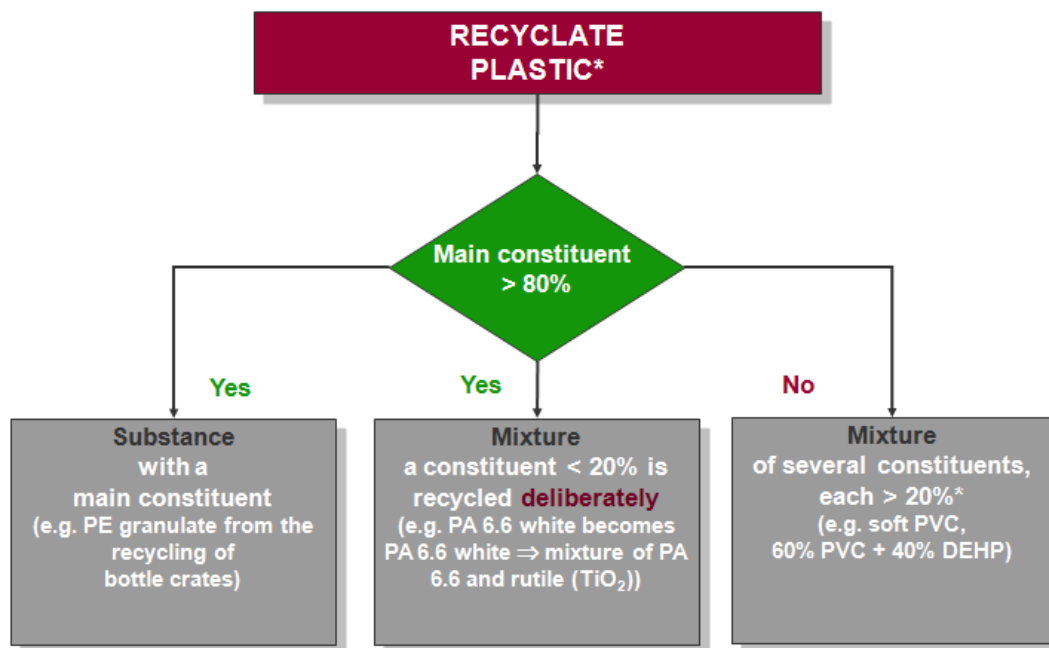 RECYCLATE
PLASTIC*
Main constituent
> 80%
Yes
Yes
No
Substance
with a
main constituent
(e.g. PE granulate from the
recycling of
bottle crates)
Mixture
a constituent < 20% is
recycled deliberately
(e.g. PA 6.6 white becomes
PA 6.6 white ⇒ mixture of PA
6.6 and rutile (TiO₂))
Mixture
of several constituents,
each > 20%*
(e.g. soft PVC,
60% PVC + 40% DEHP)